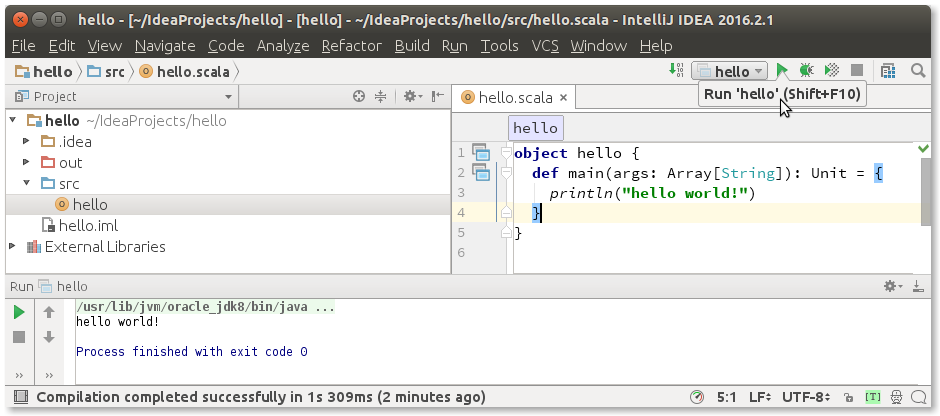 hello - [~/IdeaProjects/hello] - [hello] - ~/IdeaProjects/hello/src/hello.scala - IntelliJ IDEA 2016.2.1
File Edit View Navigate Code Analyze Refactor Build Run Tools VCS Window Help
hello src hello.scala hello
Run 'hello' (Shift+F10)
Project
hello ~/IdeaProjects/hello
.idea
out
src
hello
hello.iml
External Libraries
hello.scala
hello
1 object hello {
2 def main(args: Array[String]): Unit = {
3 println("hello world!")
4 }
5 }
6
Run hello
/usr/lib/jvm/oracle_jdk8/bin/java ...
hello world!
Process finished with exit code 0
Compilation completed successfully in 1s 309ms (2 minutes ago) 5:1 LF UTF-8 [T]